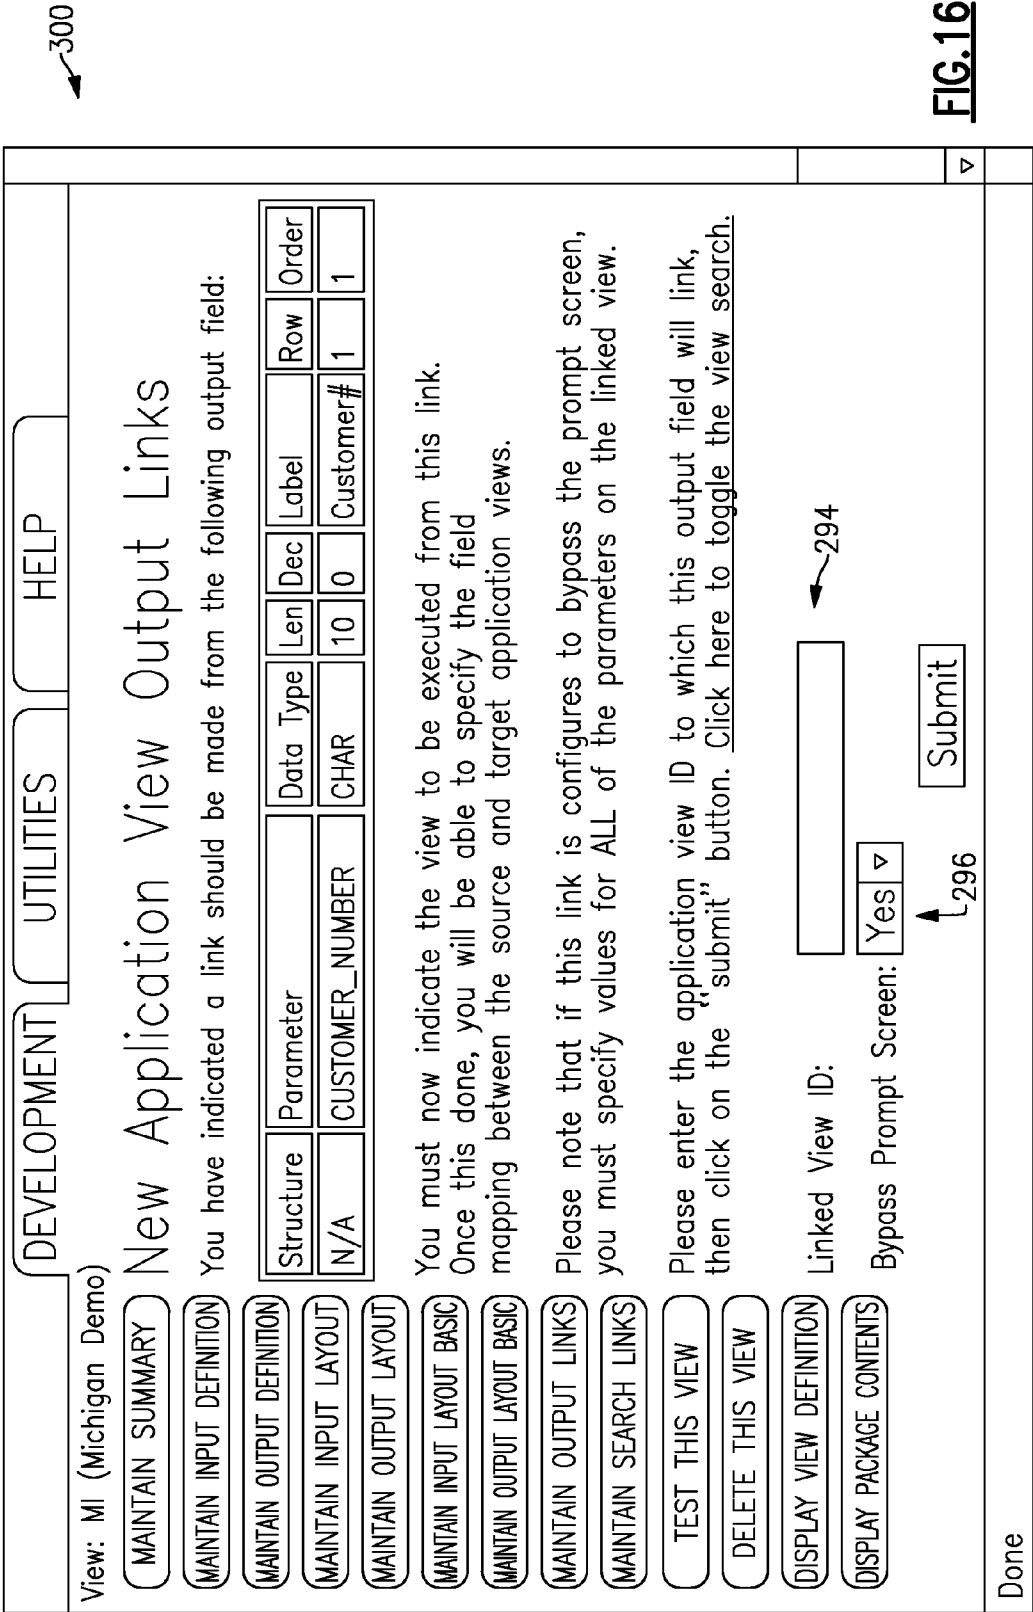 300
DEVELOPMENT
UTILITIES
HELP
View: MI (Michigan Demo)
MAINTAIN SUMMARY
MAINTAIN INPUT DEFINITION
MAINTAIN OUTPUT DEFINITION
MAINTAIN INPUT LAYOUT
MAINTAIN OUTPUT LAYOUT
MAINTAIN INPUT LAYOUT BASIC
MAINTAIN OUTPUT LAYOUT BASIC
MAINTAIN OUTPUT LINKS
MAINTAIN SEARCH LINKS
TEST THIS VIEW
DELETE THIS VIEW
DISPLAY VIEW DEFINITION
DISPLAY PACKAGE CONTENTS
New Application View Output Links
You have indicated a link should be made from the following output field:
Structure Parameter Data Type Len Dec Label Row Order
N/A CUSTOMER_NUMBER CHAR 10 0 Customer# 1 1
You must now indicate the view to be executed from this link.
Once this done, you will be able to specify the field
mapping between the source and target application views.
Please note that if this link is configures to bypass the prompt screen,
you must specify values for ALL of the parameters on the linked view.
Please enter the application view ID to which this output field will link,
then click on the "submit" button. Click here to toggle the view search.
Linked View ID:
294
Bypass Prompt Screen: Yes
296
Submit
Done
FIG.16